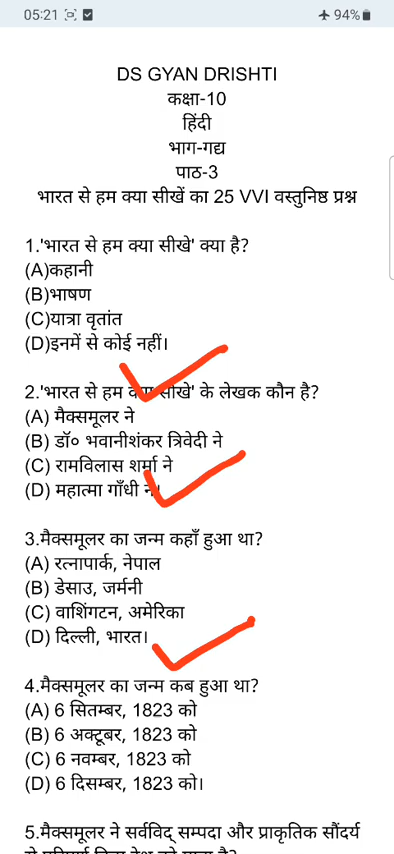 05:21
94%
DS GYAN DRISHTI
कक्षा-10
हिंदी
भाग-गद्य
पाठ-3
भारत से हम क्या सीखें का 25 VVI वस्तुनिष्ठ प्रश्न
1.'भारत से हम क्या सीखे' क्या है?
(A)कहानी
(B)भाषण
(C)यात्रा वृतांत
(D)इनमें से कोई नहीं।
2.'भारत से हम क्या सीखे' के लेखक कौन है?
(A) मैक्समूलर ने
(B) डॉ० भवानीशंकर त्रिवेदी ने
(C) रामविलास शर्मा ने
(D) महात्मा गाँधी ने।
3.मैक्समूलर का जन्म कहाँ हुआ था?
(A) रत्नापार्क, नेपाल
(B) डेसाउ, जर्मनी
(C) वाशिंगटन, अमेरिका
(D) दिल्ली, भारत।
4.मैक्समूलर का जन्म कब हुआ था?
(A) 6 सितम्बर, 1823 को
(B) 6 अक्टूबर, 1823 को
(C) 6 नवम्बर, 1823 को
(D) 6 दिसम्बर, 1823 को।
5.मैक्समूलर ने सर्वविद् सम्पदा और प्राकृतिक सौंदर्य